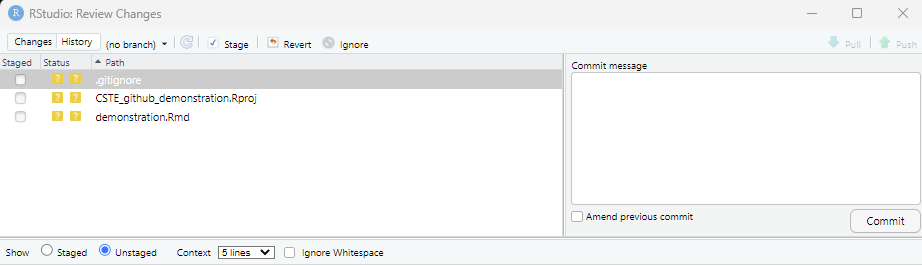 R RStudio: Review Changes
Changes History (no branch) Stage Revert Ignore Pull Push
Staged Status Path
? ? .gitignore
? ? CSTE_github_demonstration.Rproj
? ? demonstration.Rmd
Commit message
Amend previous commit
Commit
Show Staged Unstaged Context 5 lines Ignore Whitespace